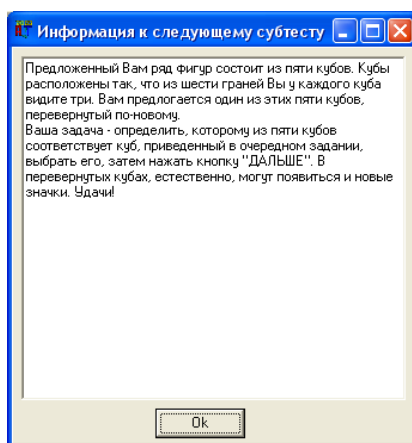 Информация к следующему субтесту
Предложенный Вам ряд фигур состоит из пяти кубов. Кубы
расположены так, что из шести граней Вы у каждого куба
видите три. Вам предлогается один из этих пяти кубов,
перевернутый по-новому.
Ваша задача - определить, которому из пяти кубов
соответствует куб, приведенный в очередном задании,
выбрать его, затем нажать кнопку "ДАЛЬШЕ". В
перевернутых кубах, естественно, могут появиться и новые
значки. Удачи!
Ok